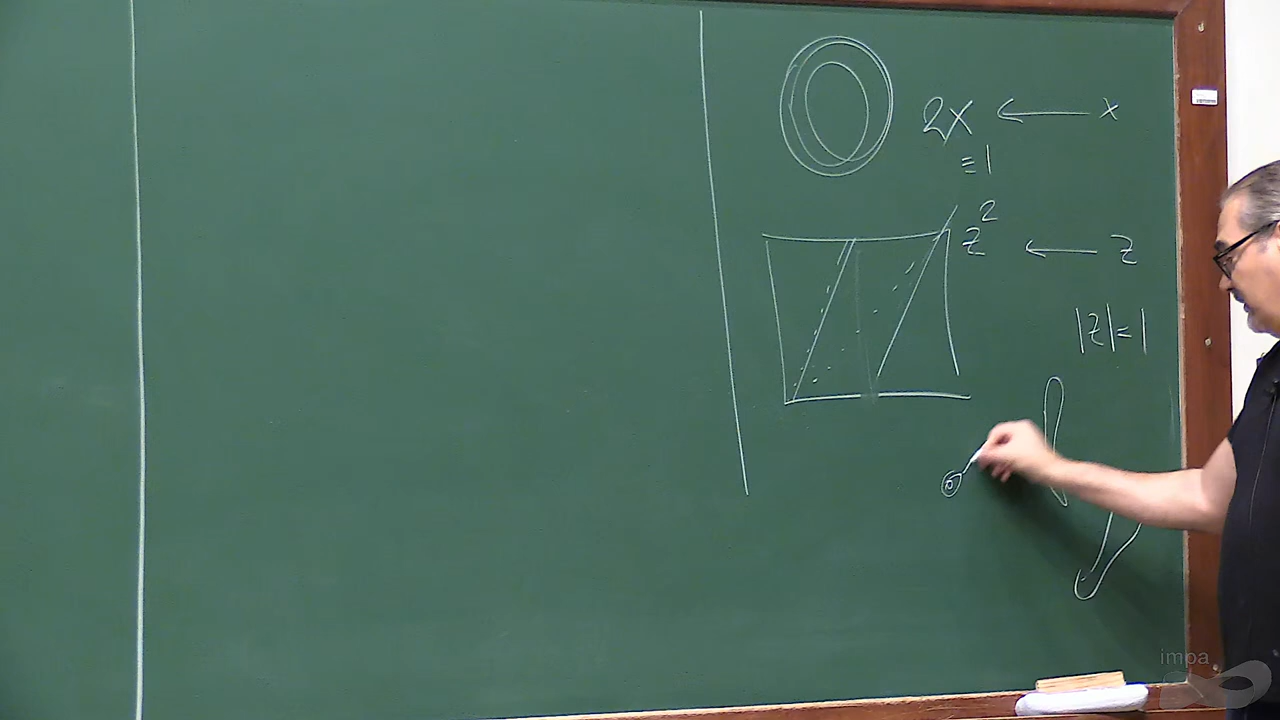 2x ← x
≡ 1
z² ← z
|z| = 1
impa